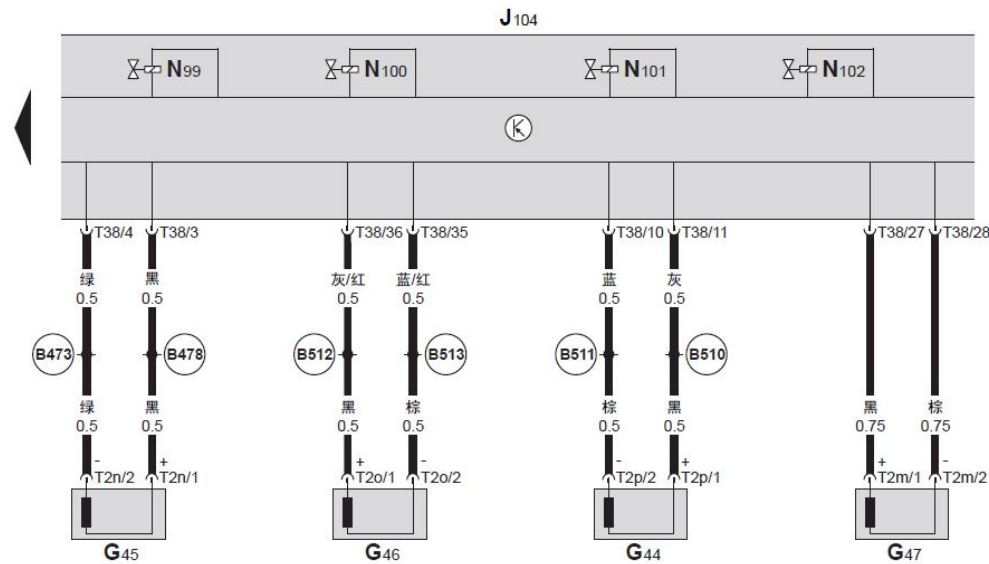 J104
N99 N100 N101 N102
T38/4 T38/3 T38/36 T38/35 T38/10 T38/11 T38/27 T38/28
绿 黑 灰/红 蓝/红 蓝 灰
0.5 0.5 0.5 0.5 0.5 0.5
B473 B478 B512 B513 B511 B510
绿 黑 黑 棕 棕 黑 黑 棕
0.5 0.5 0.5 0.5 0.5 0.5 0.75 0.75
- + + - - + + -
T2n/2 T2n/1 T2o/1 T2o/2 T2p/2 T2p/1 T2m/1 T2m/2
G45 G46 G44 G47